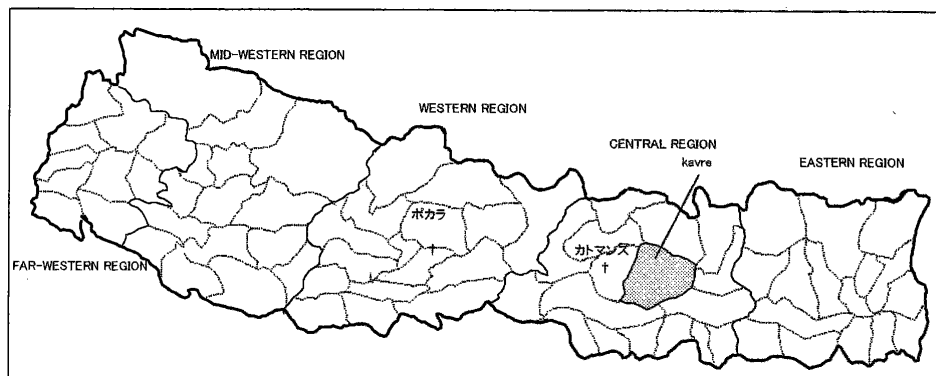 MID-WESTERN REGION
WESTERN REGION
CENTRAL REGION
kavre
EASTERN REGION
ポカラ
カトマンズ
FAR-WESTERN REGION